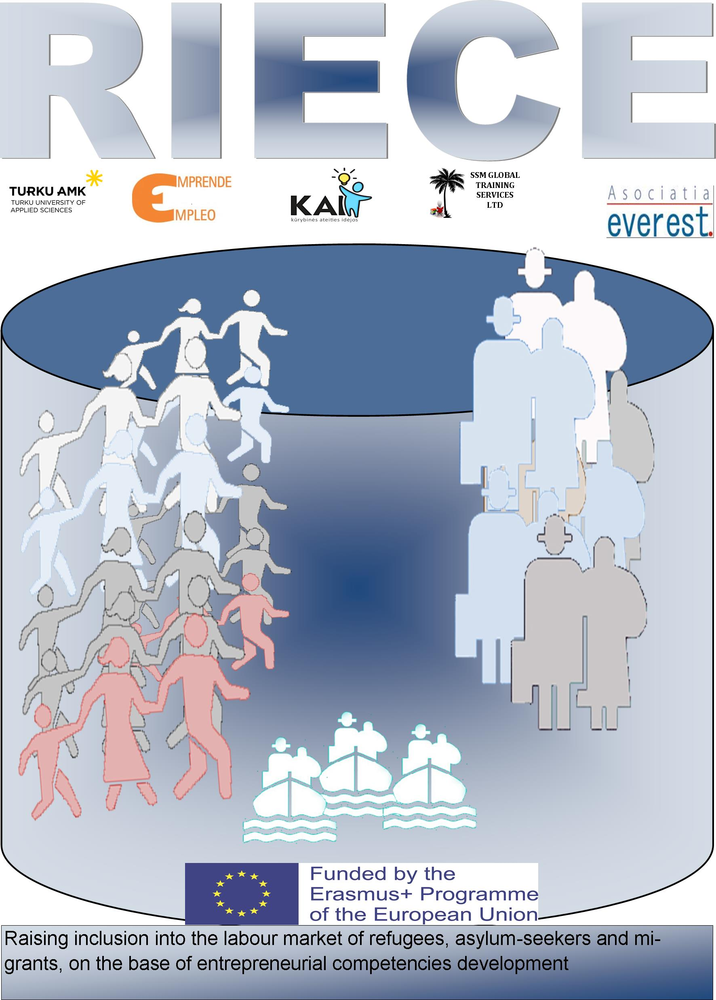 RIECE
TURKU AMK
TURKU UNIVERSITY OF
APPLIED SCIENCES
EMPRENDE
EMPLEO
KAI
kūrybinės ateities idėjos
SSM GLOBAL
TRAINING
SERVICES
LTD
Asociatia
everest.
Funded by the
Erasmus+ Programme
of the European Union
Raising inclusion into the labour market of refugees, asylum-seekers and mi-
grants, on the base of entrepreneurial competencies development